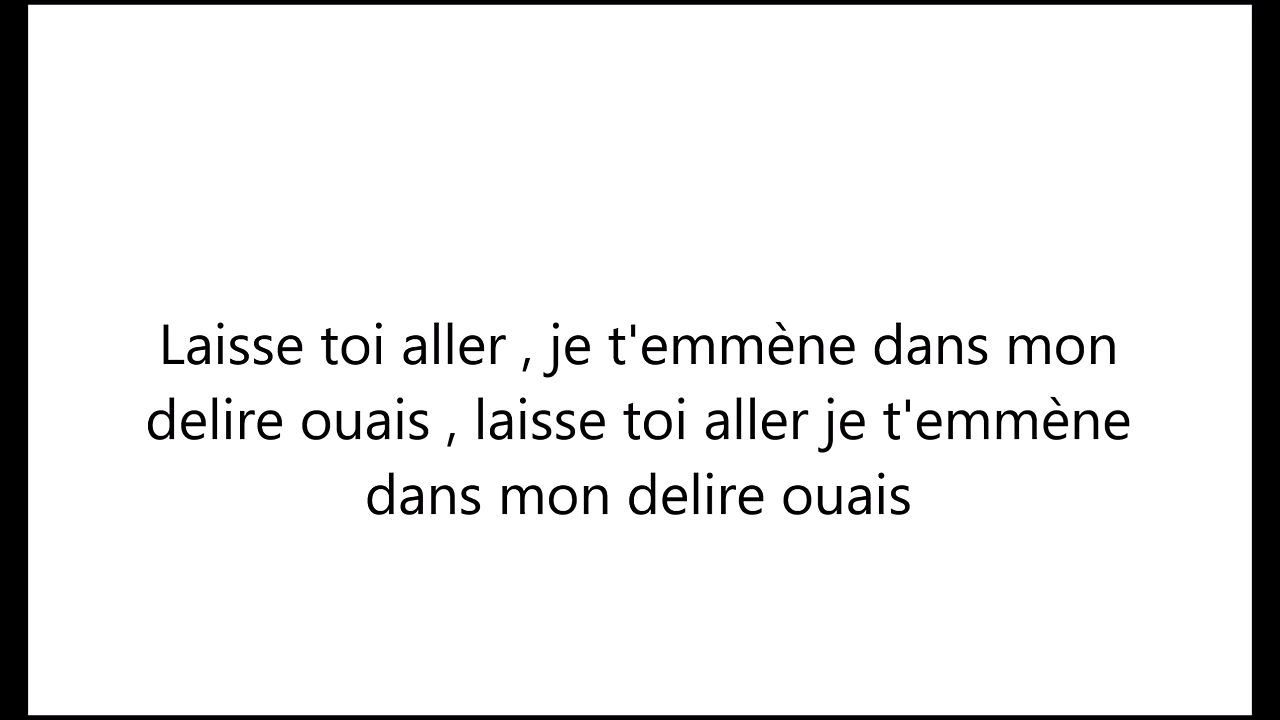 Laisse toi aller , je t'emmène dans mon
delire ouais , laisse toi aller je t'emmène
dans mon delire ouais